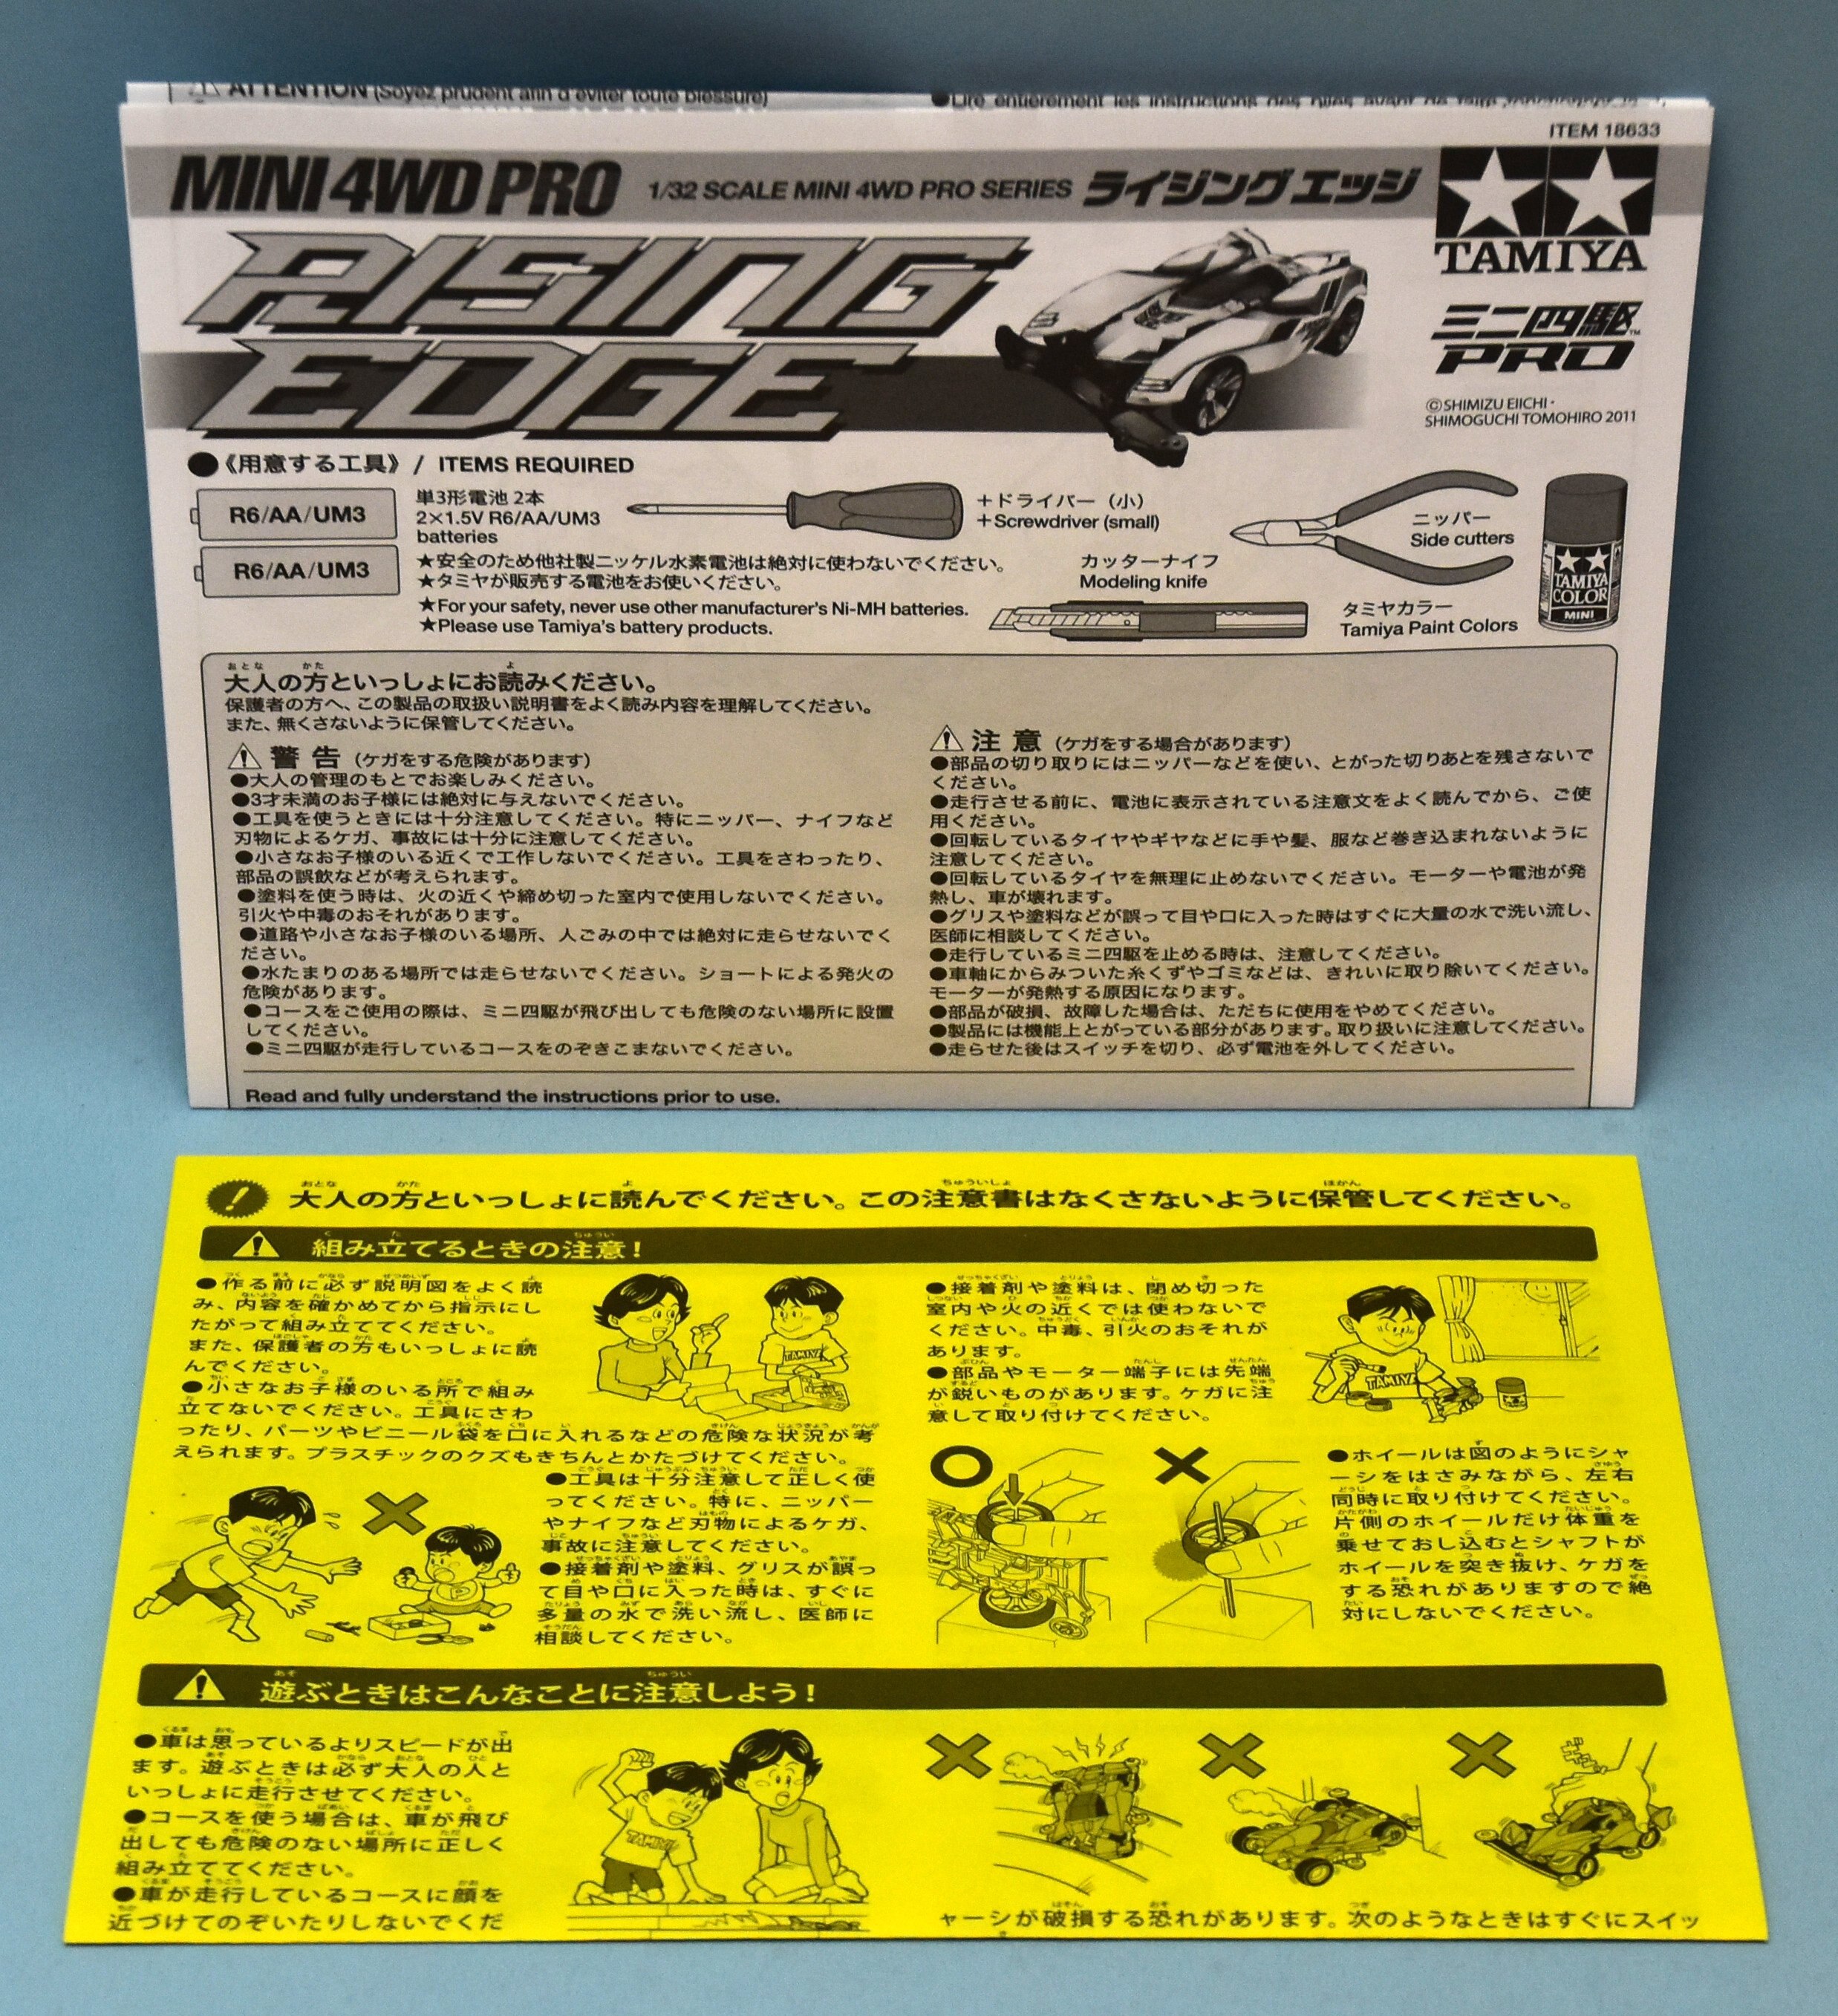 ATTENTION (Soyez prudent afin d'éviter toute blessure)
ITEM 18633
MINI 4WD PRO
1/32 SCALE MINI 4WD PRO SERIES ライジングエッジ
TAMIYA
RISING
EDGE
ミニ四駆™
PRO
©SHIMIZU EIICHI・
SHIMOGUCHI TOMOHIRO 2011
●《用意する工具》/ ITEMS REQUIRED
R6/AA/UM3
R6/AA/UM3
単3形電池 2本
2×1.5V R6/AA/UM3
batteries
+ドライバー(小)
+Screwdriver (small)
ニッパー
Side cutters
★安全のため他社製ニッケル水素電池は絶対に使わないでください。
★タミヤが販売する電池をお使いください。
★For your safety, never use other manufacturer's Ni-MH batteries.
★Please use Tamiya's battery products.
カッターナイフ
Modeling knife
タミヤカラー
Tamiya Paint Colors
TAMIYA
COLOR
MINI
大人の方といっしょにお読みください。
保護者の方へ、この製品の取扱い説明書をよく読み内容を理解してください。
また、無くさないように保管してください。
警告(ケガをする危険があります)
●大人の管理のもとでお楽しみください。
●3才未満のお子様には絶対に与えないでください。
●工具を使うときには十分注意してください。特にニッパー、ナイフなど
刃物によるケガ、事故には十分に注意してください。
●小さなお子様のいる近くで工作しないでください。工具をさわったり、
部品の誤飲などが考えられます。
●塗料を使う時は、火の近くや締め切った室内で使用しないでください。
引火や中毒のおそれがあります。
●道路や小さなお子様のいる場所、人ごみの中では絶対に走らせないでく
ださい。
●水たまりのある場所では走らせないでください。ショートによる発火の
危険があります。
●コースをご使用の際は、ミニ四駆が飛び出しても危険のない場所に設置
してください。
●ミニ四駆が走行しているコースをのぞきこまないでください。
注意(ケガをする場合があります)
●部品の切り取りにはニッパーなどを使い、とがった切りあとを残さないで
ください。
●走行させる前に、電池に表示されている注意文をよく読んでから、ご使
用ください。
●回転しているタイヤやギヤなどに手や髪、服など巻き込まれないように
注意してください。
●回転しているタイヤを無理に止めないでください。モーターや電池が発
熱し、車が壊れます。
●グリスや塗料などが誤って目や口に入った時はすぐに大量の水で洗い流し、
医師に相談してください。
●走行しているミニ四駆を止める時は、注意してください。
●車軸にからみついた糸くずやゴミなどは、きれいに取り除いてください。
モーターが発熱する原因になります。
●部品が破損、故障した場合は、ただちに使用をやめてください。
●製品には機能上とがっている部分があります。取り扱いに注意してください。
●走らせた後はスイッチを切り、必ず電池を外してください。
Read and fully understand the instructions prior to use.
大人の方といっしょに読んでください。この注意書はなくさないように保管してください。
組み立てるときの注意!
●作る前に必ず説明図をよく読
み、内容を確かめてから指示にし
たがって組み立ててください。
また、保護者の方もいっしょに読
んでください。
●小さなお子様のいる所で組み
立てないでください。工具にさわ
ったり、パーツやビニール袋を口に入れるなどの危険な状況が考
えられます。プラスチックのクズもきちんとかたづけてください。
●工具は十分注意して正しく使
ってください。特に、ニッパー
やナイフなど刃物によるケガ、
事故に注意してください。
●接着剤や塗料、グリスが誤っ
て目や口に入った時は、すぐに
多量の水で洗い流し、医師に
相談してください。
TAMIYA
●接着剤や塗料は、閉め切った
室内や火の近くでは使わないで
ください。中毒、引火のおそれが
あります。
●部品やモーター端子には先端
が鋭いものがあります。ケガに注
意して取り付けてください。
TAMIYA
●ホイールは図のようにシャ
ーシをはさみながら、左右
同時に取り付けてください。
片側のホイールだけ体重を
乗せておし込むとシャフトが
ホイールを突き抜け、ケガを
する恐れがありますので絶
対にしないでください。
遊ぶときはこんなことに注意しよう!
●車は思っているよりスピードが出
ます。遊ぶときは必ず大人の人と
いっしょに走行させてください。
●コースを使う場合は、車が飛び
出しても危険のない場所に正しく
組み立ててください。
●車が走行しているコースに顔を
近づけてのぞいたりしないでくだ
TAMIYA
ャーシが破損する恐れがあります。次のようなときはすぐにスイッ